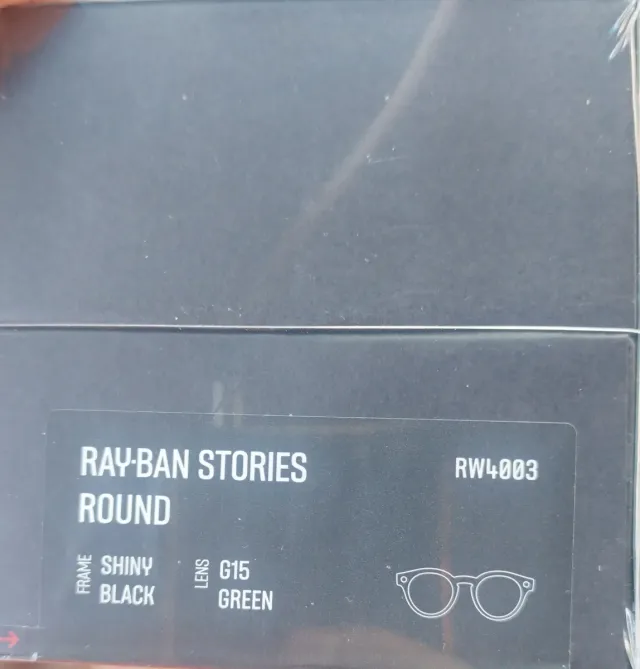 RAY-BAN STORIES
ROUND
RW4003
FRAME
SHINY
BLACK
LENS
G15
GREEN